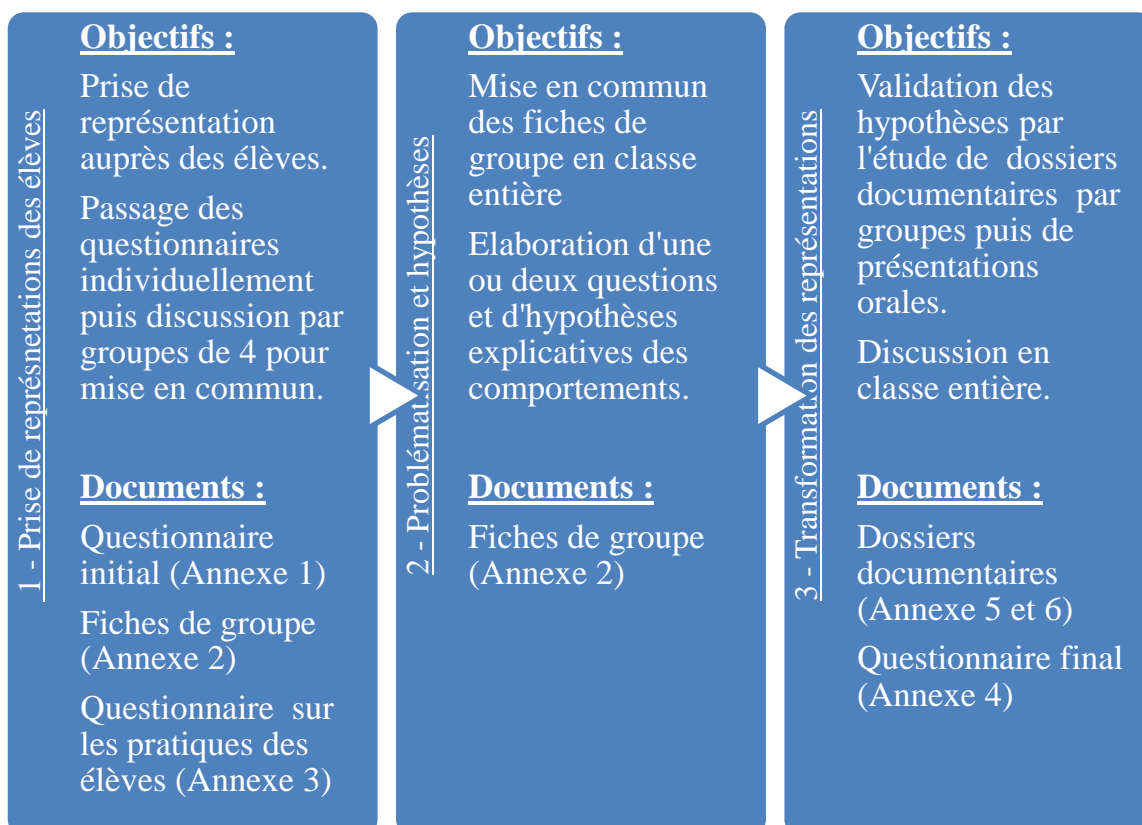 1 - Prise de représnetations des élèves
Objectifs :
Prise de
représentation
auprès des élèves.
Passage des
questionnaires
individuellement
puis discussion par
groupes de 4 pour
mise en commun.
Documents :
Questionnaire
initial (Annexe 1)
Fiches de groupe
(Annexe 2)
Questionnaire sur
les pratiques des
élèves (Annexe 3)
2 - Problématisation et hypothèses
Objectifs :
Mise en commun
des fiches de
groupe en classe
entière
Elaboration d'une
ou deux questions
et d'hypothèses
explicatives des
comportements.
Documents :
Fiches de groupe
(Annexe 2)
3 - Transformation des représentations
Objectifs :
Validation des
hypothèses par
l'étude de dossiers
documentaires par
groupes puis de
présentations
orales.
Discussion en
classe entière.
Documents :
Dossiers
documentaires
(Annexe 5 et 6)
Questionnaire final
(Annexe 4)